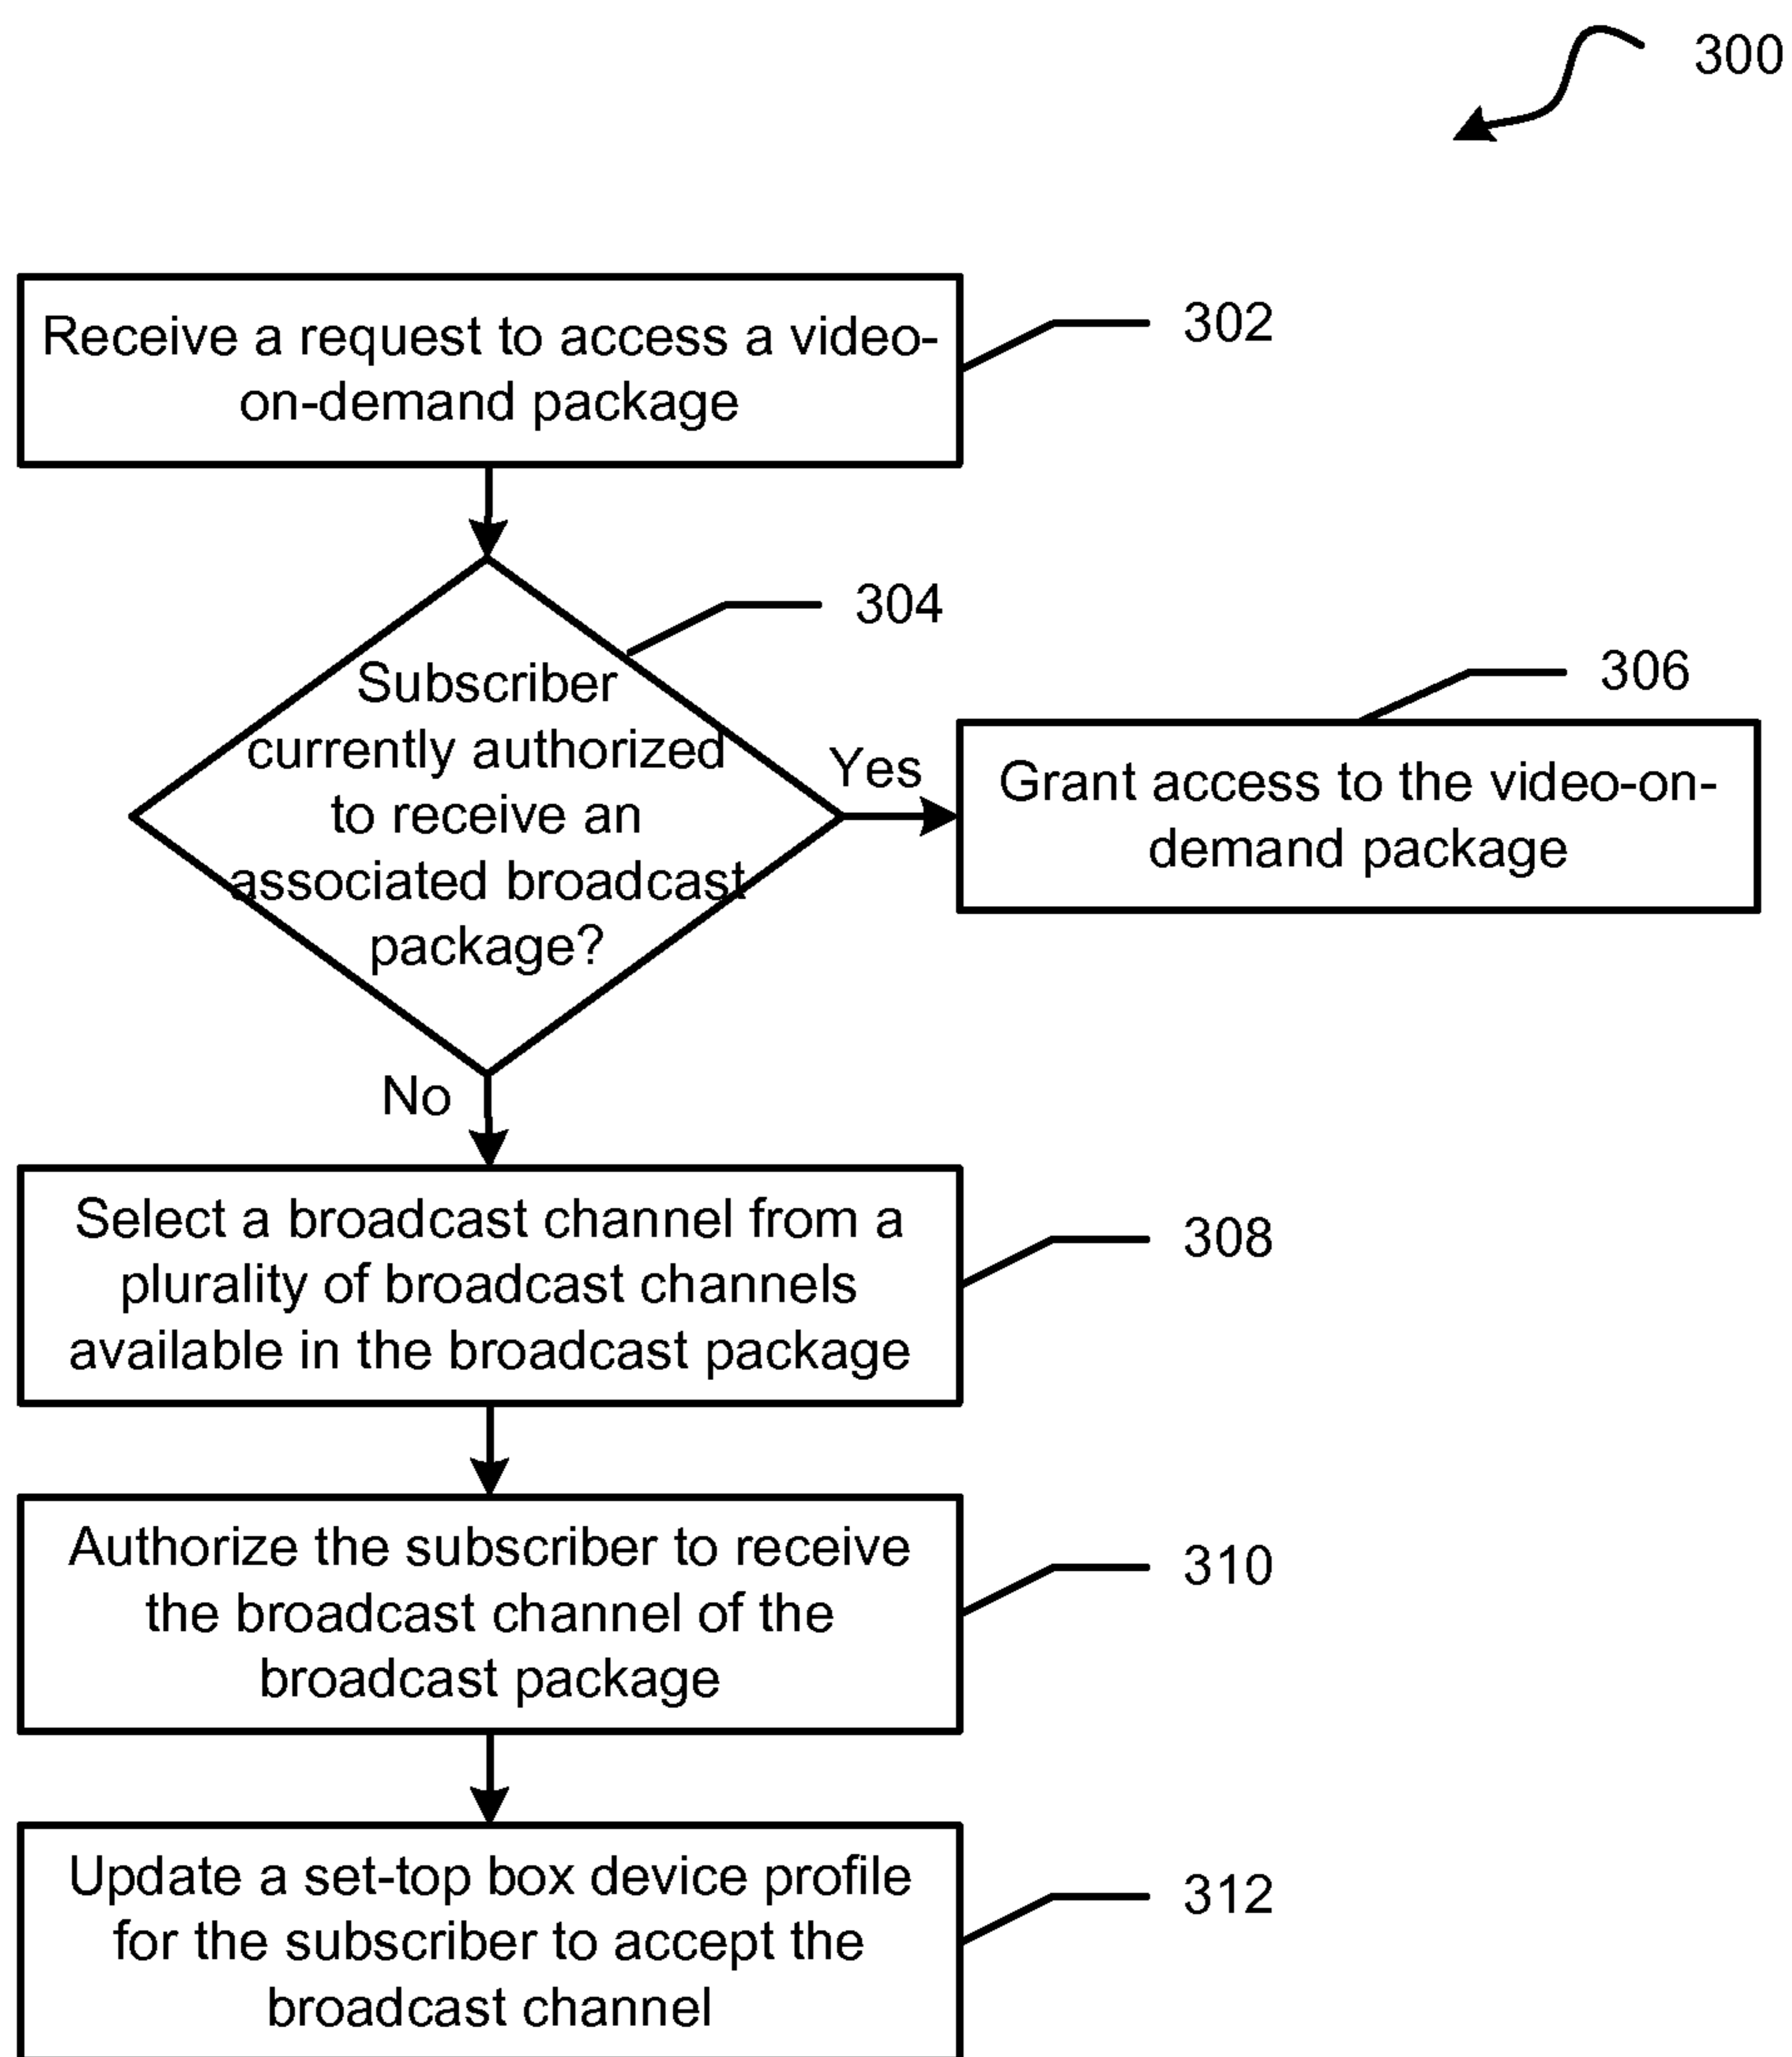 300
Receive a request to access a video-
on-demand package
302
304
Subscriber
currently authorized
to receive an
associated broadcast
package?
Yes
306
Grant access to the video-on-
demand package
No
Select a broadcast channel from a
plurality of broadcast channels
available in the broadcast package
308
Authorize the subscriber to receive
the broadcast channel of the
broadcast package
310
Update a set-top box device profile
for the subscriber to accept the
broadcast channel
312